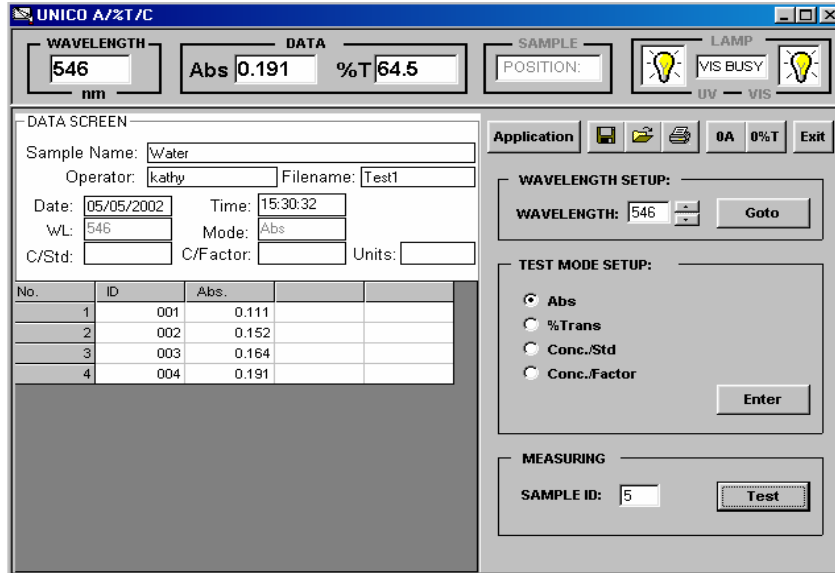 UNICO A/%T/C
WAVELENGTH
546
nm
DATA
Abs 0.191 %T 64.5
SAMPLE
POSITION:
LAMP
VIS BUSY
UV VIS
DATA SCREEN
Sample Name: Water
Operator: kathy Filename: Test1
Date: 05/05/2002 Time: 15:30:32
WL: 546 Mode: Abs
C/Std: C/Factor: Units:
No. ID Abs.
1 001 0.111
2 002 0.152
3 003 0.164
4 004 0.191
Application 0A 0%T Exit
WAVELENGTH SETUP:
WAVELENGTH: 546 Goto
TEST MODE SETUP:
Abs
%Trans
Conc./Std
Conc./Factor
Enter
MEASURING
SAMPLE ID: 5 Test